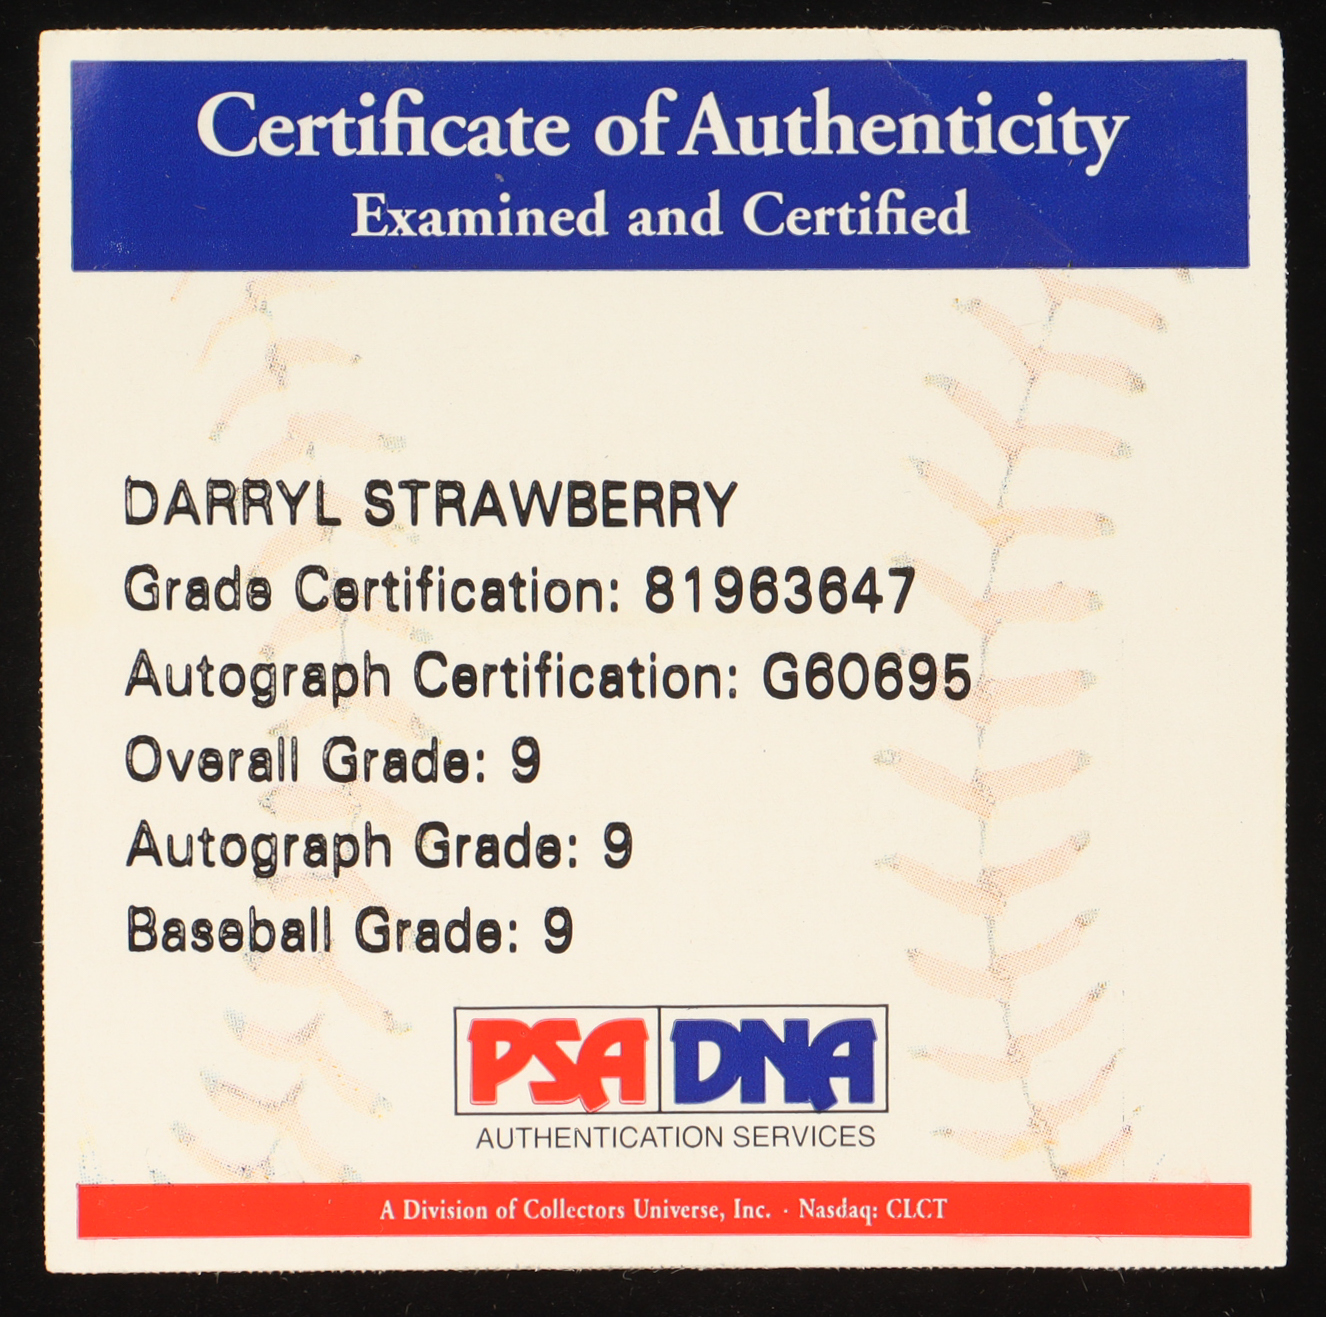 Certificate of Authenticity
Examined and Certified
DARRYL STRAWBERRY
Grade Certification: 81963647
Autograph Certification: G60695
Overall Grade: 9
Autograph Grade: 9
Baseball Grade: 9
PSA DNA
AUTHENTICATION SERVICES
A Division of Collectors Universe, Inc. · Nasdaq: CLCT